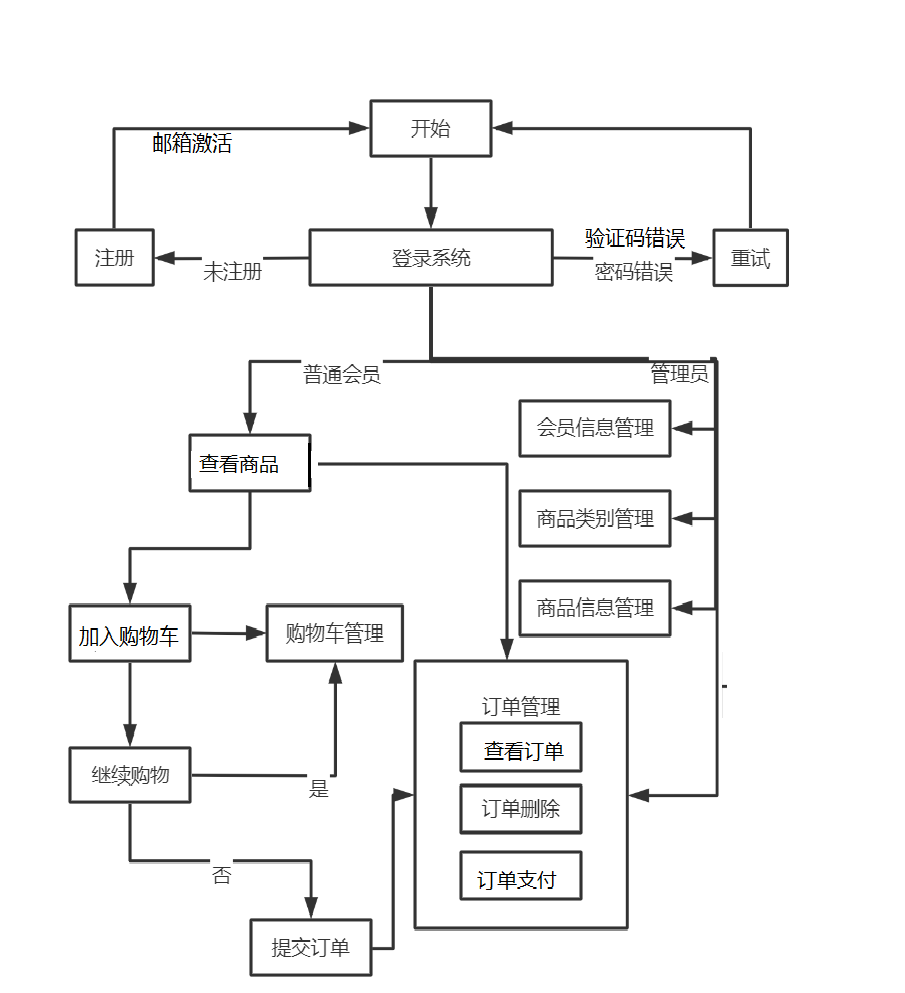 开始
邮箱激活
注册
未注册
登录系统
验证码错误
密码错误
重试
普通会员
管理员
会员信息管理
查看商品
商品类别管理
商品信息管理
加入购物车
购物车管理
订单管理
查看订单
继续购物
是
订单删除
否
订单支付
提交订单